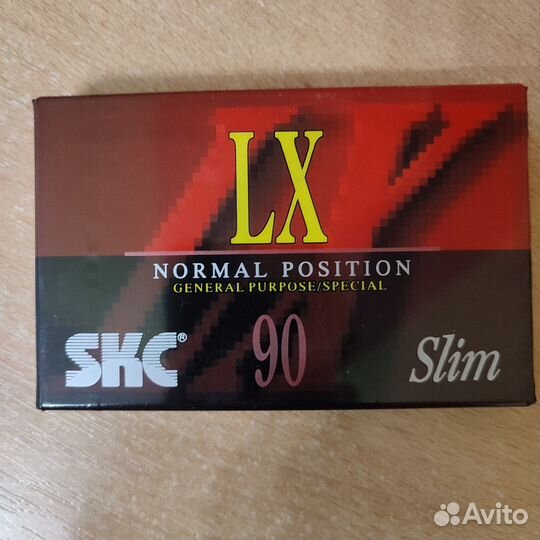 LX
NORMAL POSITION
GENERAL PURPOSE/SPECIAL
SKC® 90 Slim
Avito